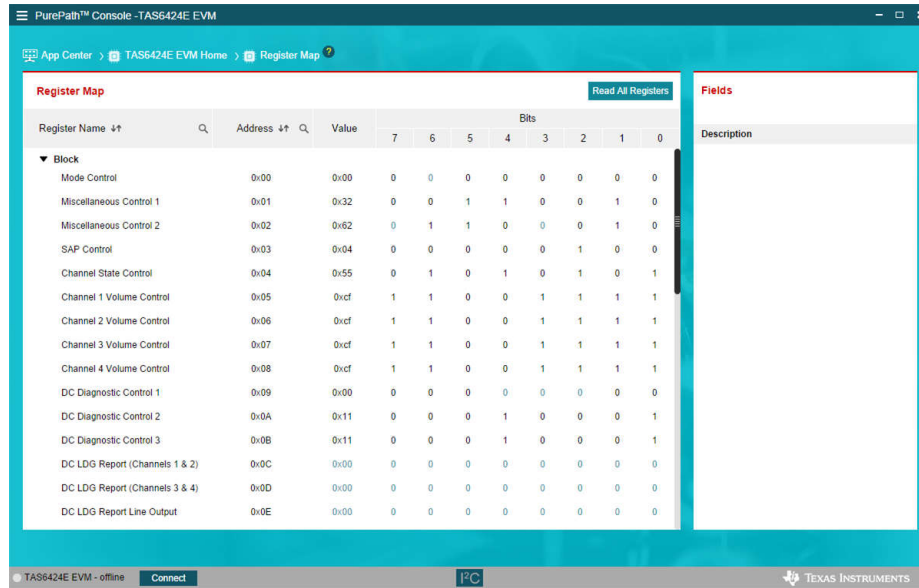 PurePath™ Console -TAS6424E EVM
App Center > TAS6424E EVM Home > Register Map ?
Register Map
Read All Registers
Fields
Description
Register Name Address Value Bits
7 6 5 4 3 2 1 0
Block
Mode Control 0x00 0x00 0 0 0 0 0 0 0 0
Miscellaneous Control 1 0x01 0x32 0 0 1 1 0 0 1 0
Miscellaneous Control 2 0x02 0x62 0 1 1 0 0 0 1 0
SAP Control 0x03 0x04 0 0 0 0 0 1 0 0
Channel State Control 0x04 0x55 0 1 0 1 0 1 0 1
Channel 1 Volume Control 0x05 0xcf 1 1 0 0 1 1 1 1
Channel 2 Volume Control 0x06 0xcf 1 1 0 0 1 1 1 1
Channel 3 Volume Control 0x07 0xcf 1 1 0 0 1 1 1 1
Channel 4 Volume Control 0x08 0xcf 1 1 0 0 1 1 1 1
DC Diagnostic Control 1 0x09 0x00 0 0 0 0 0 0 0 0
DC Diagnostic Control 2 0x0A 0x11 0 0 0 1 0 0 0 1
DC Diagnostic Control 3 0x0B 0x11 0 0 0 1 0 0 0 1
DC LDG Report (Channels 1 & 2) 0x0C 0x00 0 0 0 0 0 0 0 0
DC LDG Report (Channels 3 & 4) 0x0D 0x00 0 0 0 0 0 0 0 0
DC LDG Report Line Output 0x0E 0x00 0 0 0 0 0 0 0 0
TAS6424E EVM - offline Connect I²C TEXAS INSTRUMENTS